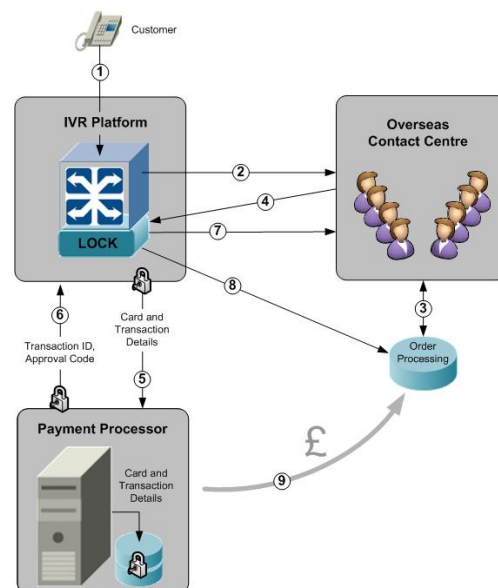 Customer
1
IVR Platform
Overseas
Contact Centre
2
4
LOCK
7
8
3
6
Card and
Transaction
Details
Transaction ID,
Approval Code
5
Order
Processing
Payment Processor
£
Card and
Transaction
Details
9